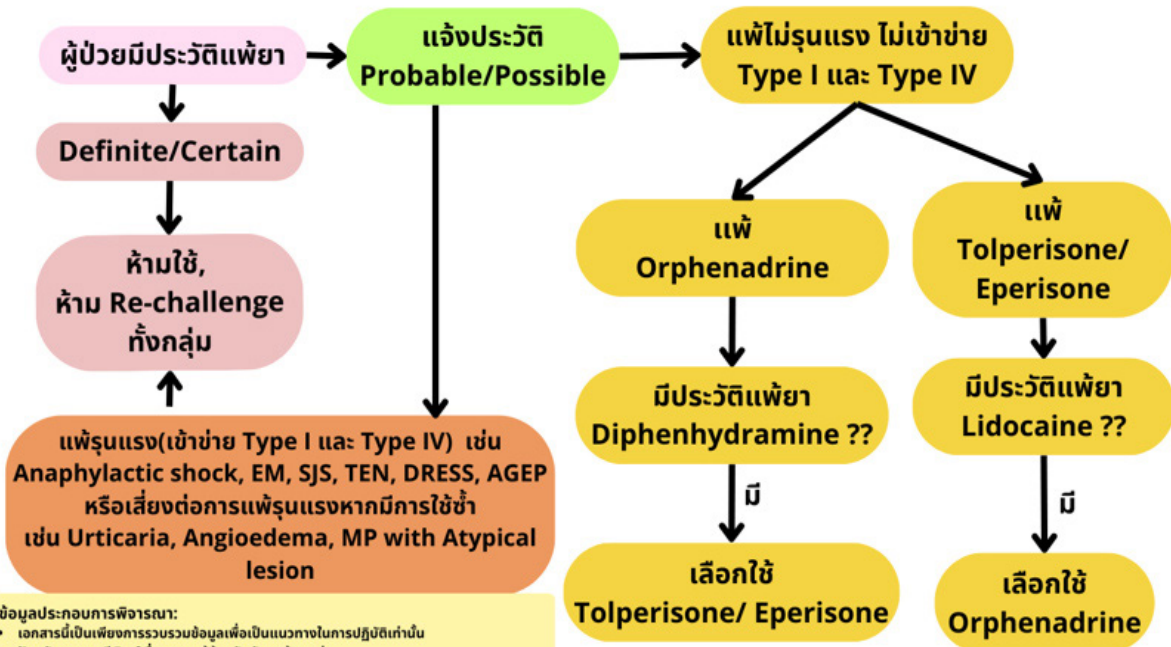 ผู้ป่วยมีประวัติแพ้ยา
แจ้งประวัติ
Probable/Possible
แพ้ไม่รุนแรง ไม่เข้าข่าย
Type I และ Type IV
Definite/Certain
ห้ามใช้,
ห้าม Re-challenge
ทั้งกลุ่ม
แพ้
Orphenadrine
แพ้
Tolperisone/
Eperisone
มีประวัติแพ้ยา
Diphenhydramine ??
มีประวัติแพ้ยา
Lidocaine ??
แพ้รุนแรง(เข้าข่าย Type I และ Type IV) เช่น
Anaphylactic shock, EM, SJS, TEN, DRESS, AGEP
หรือเสี่ยงต่อการแพ้รุนแรงหากมีการใช้ซ้ำ
เช่น Urticaria, Angioedema, MP with Atypical
lesion
มี
มี
เลือกใช้
Tolperisone/ Eperisone
เลือกใช้
Orphenadrine
ข้อมูลประกอบการพิจารณา:
• เอกสารนี้เป็นเพียงการรวบรวมข้อมูลเพื่อเป็นแนวทางในการปฏิบัติเท่านั้น